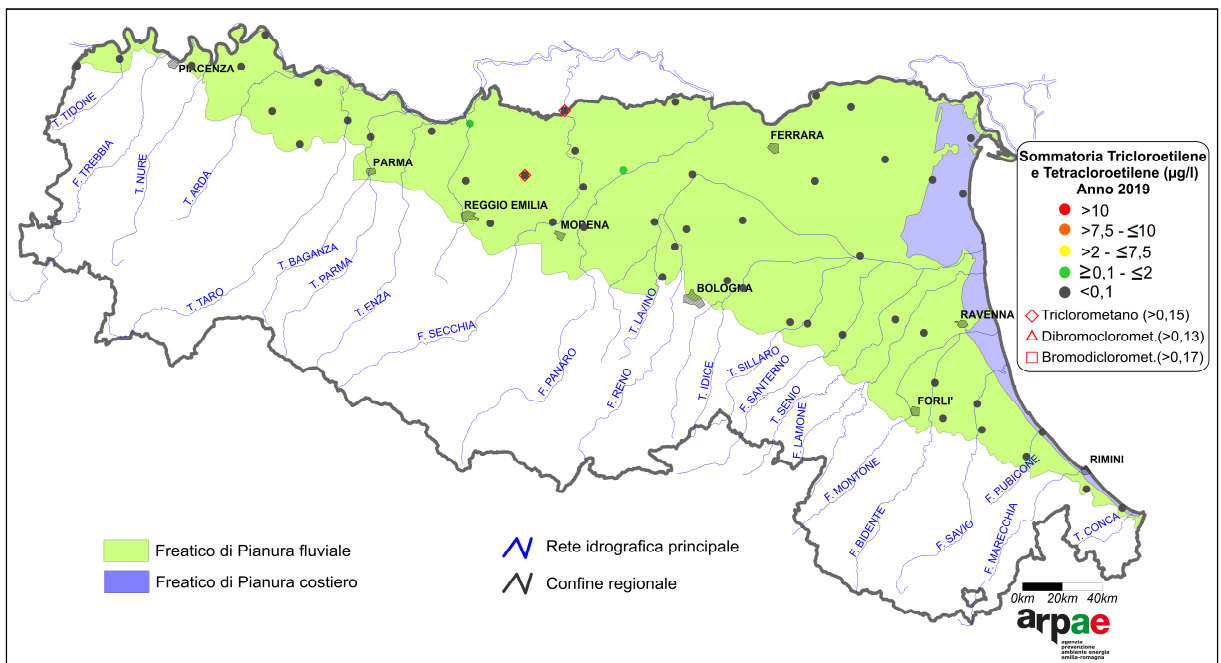 PIACENZA
T. TIDONE
F. TREBBIA
T. NURE
T. ARDA
PARMA
REGGIO EMILIA
MODENA
FERRARA
BOLOGNA
RAVENNA
FORLI'
RIMINI
T. TARO
T. BAGANZA
T. PARMA
T. ENZA
F. SECCHIA
F. PANARO
F. RENO
T. LAVINO
T. IDICE
T. SILLARO
F. SANTERNO
T. SENIO
F. LAMONE
F. MONTONE
F. BIDENTE
F. SAVIO
F. PUBICONE
F. MARECCHIA
T. CONCA
Sommatoria Tricloroetilene
e Tetracloroetilene (µg/l)
Anno 2019
>10
>7,5 - ≤10
>2 - ≤7,5
≥0,1 - ≤2
<0,1
Triclorometano (>0,15)
Dibromocloromet.(>0,13)
Bromodicloromet.(>0,17)
Freatico di Pianura fluviale
Freatico di Pianura costiero
Rete idrografica principale
Confine regionale
0km 20km 40km
arpae
agenzia
prevenzione
ambiente energia
emilia-romagna